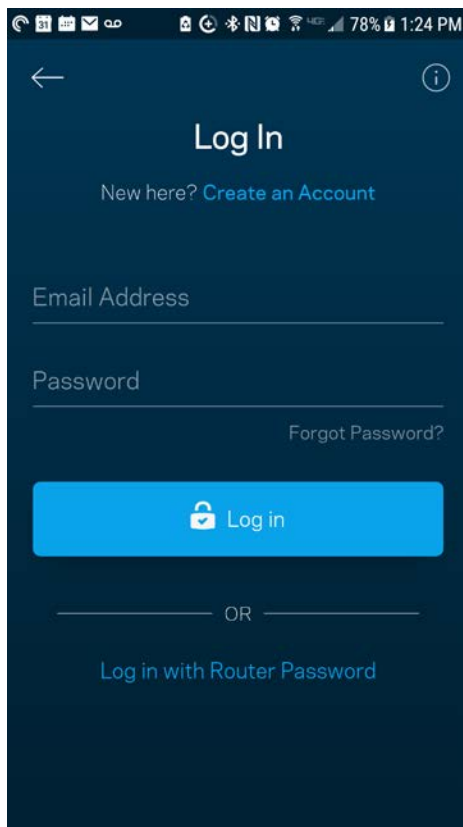 31 78% 1:24 PM
Log In
New here? Create an Account
Email Address
Password
Forgot Password?
Log in
OR
Log in with Router Password